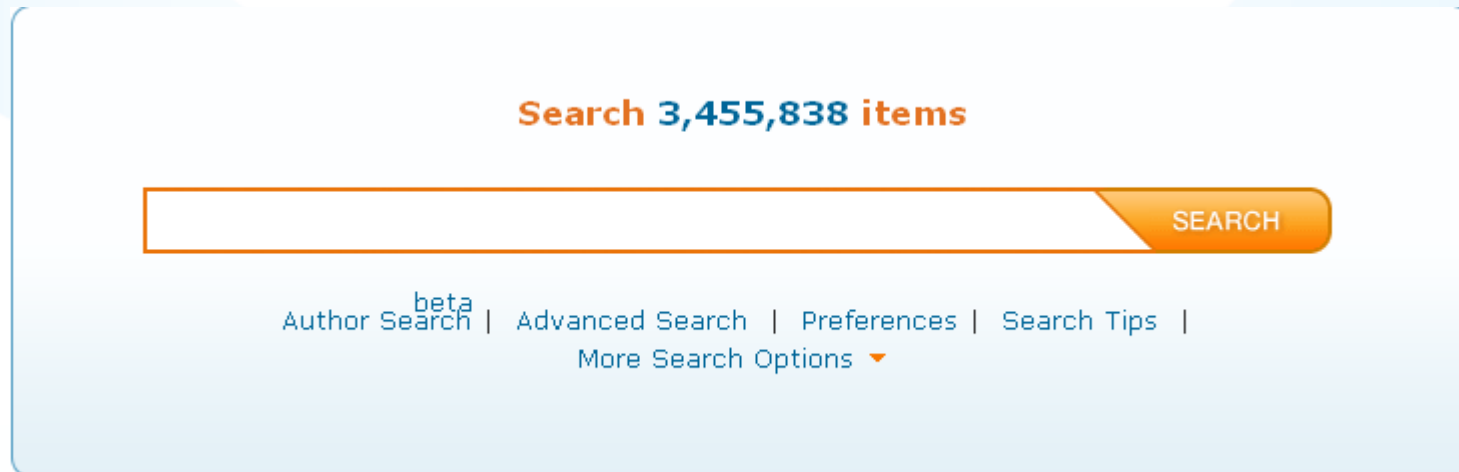 Search 3,455,838 items
SEARCH
beta
Author Search | Advanced Search | Preferences | Search Tips |
More Search Options